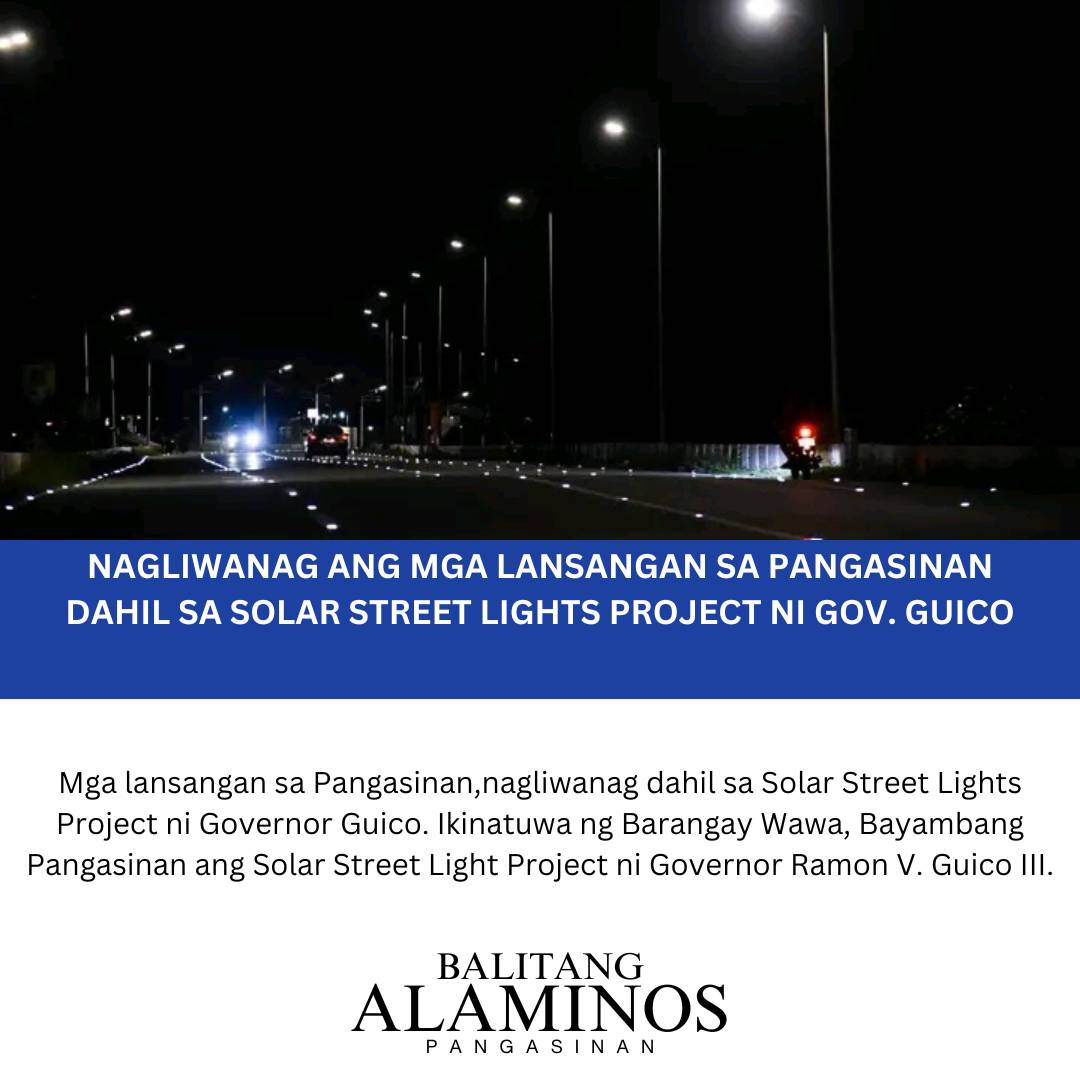 NAGLIWANAG ANG MGA LANSANGAN SA PANGASINAN
DAHIL SA SOLAR STREET LIGHTS PROJECT NI GOV. GUICO
Mga lansangan sa Pangasinan,nagliwanag dahil sa Solar Street Lights
Project ni Governor Guico. Ikinatuwa ng Barangay Wawa, Bayambang
Pangasinan ang Solar Street Light Project ni Governor Ramon V. Guico III.
BALITANG
ALAMINOS
PANGASINAN